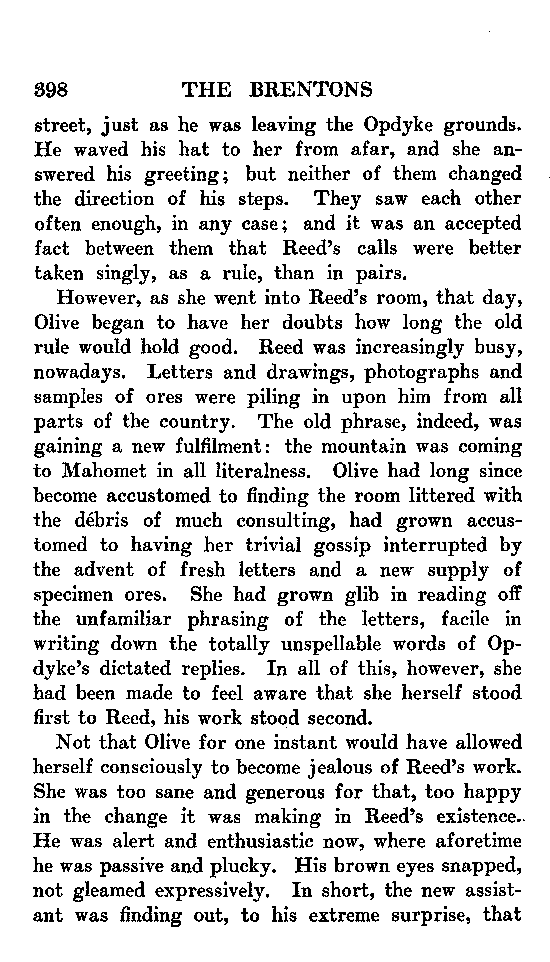 398 THE BRENTONS
street, just as he was leaving the Opdyke grounds.
He waved his hat to her from afar, and she an-
swered his greeting; but neither of them changed
the direction of his steps. They saw each other
often enough, in any case; and it was an accepted
fact between them that Reed's calls were better
taken singly, as a rule, than in pairs.
However, as she went into Reed's room, that day,
Olive began to have her doubts how long the old
rule would hold good. Reed was increasingly busy,
nowadays. Letters and drawings, photographs and
samples of ores were piling in upon him from all
parts of the country. The old phrase, indeed, was
gaining a new fulfilment: the mountain was coming
to Mahomet in all literalness. Olive had long since
become accustomed to finding the room littered with
the débris of much consulting, had grown accus-
tomed to having her trivial gossip interrupted by
the advent of fresh letters and a new supply of
specimen ores. She had grown glib in reading off
the unfamiliar phrasing of the letters, facile in
writing down the totally unspellable words of Op-
dyke's dictated replies. In all of this, however, she
had been made to feel aware that she herself stood
first to Reed, his work stood second.
Not that Olive for one instant would have allowed
herself consciously to become jealous of Reed's work.
She was too sane and generous for that, too happy
in the change it was making in Reed's existence.
He was alert and enthusiastic now, where aforetime
he was passive and plucky. His brown eyes snapped,
not gleamed expressively. In short, the new assist-
ant was finding out, to his extreme surprise, that